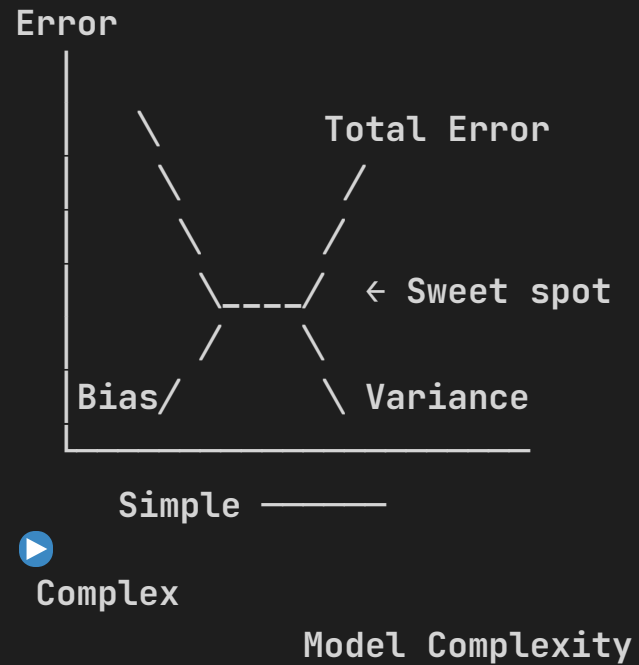 Error
Total Error
← Sweet spot
Bias
Variance
Simple
Complex
Model Complexity